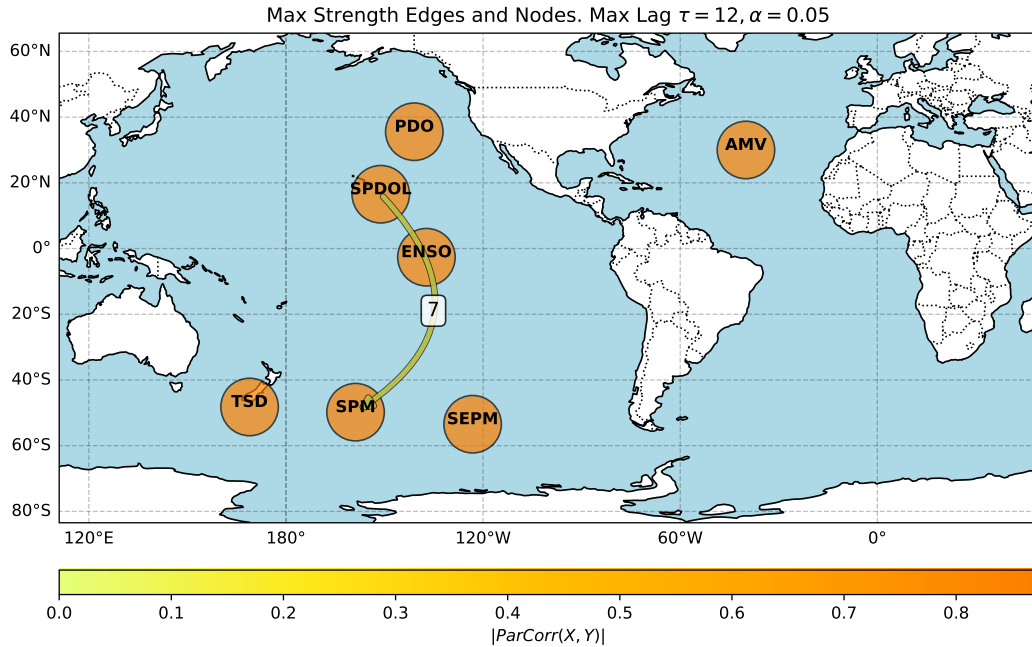 Max Strength Edges and Nodes. Max Lag τ = 12, α = 0.05
60°N
40°N
20°N
0°
20°S
40°S
60°S
80°S
PDO
AMV
SPDOL
ENSO
7
TSD
SPM
SEPM
120°E
180°
120°W
60°W
0°
0.0
0.1
0.2
0.3
0.4
0.5
0.6
0.7
0.8
|ParCorr(X, Y)|